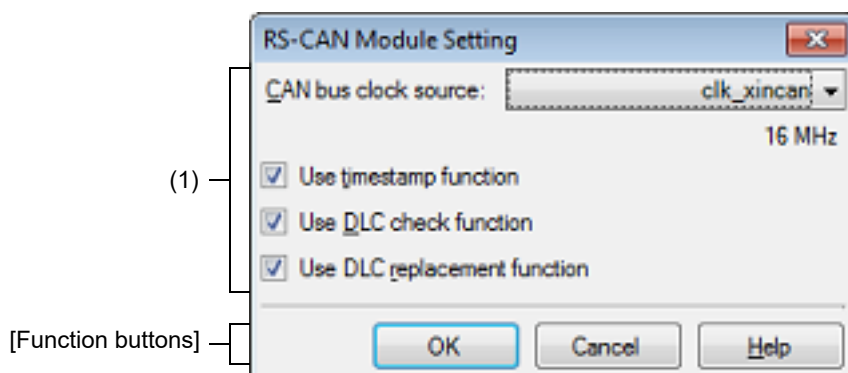 RS-CAN Module Setting
CAN bus clock source: clk_xincan
16 MHz
(1)
Use timestamp function
Use DLC check function
Use DLC replacement function
[Function buttons]
OK Cancel Help